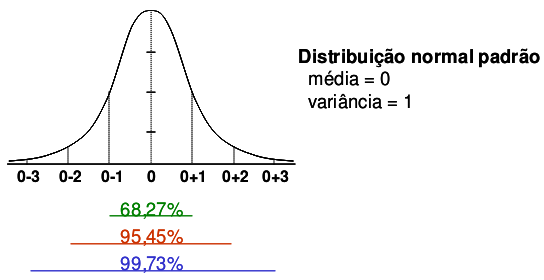 Distribuição normal padrão
média = 0
variância = 1
0-3 0-2 0-1 0 0+1 0+2 0+3
68,27%
95,45%
99,73%